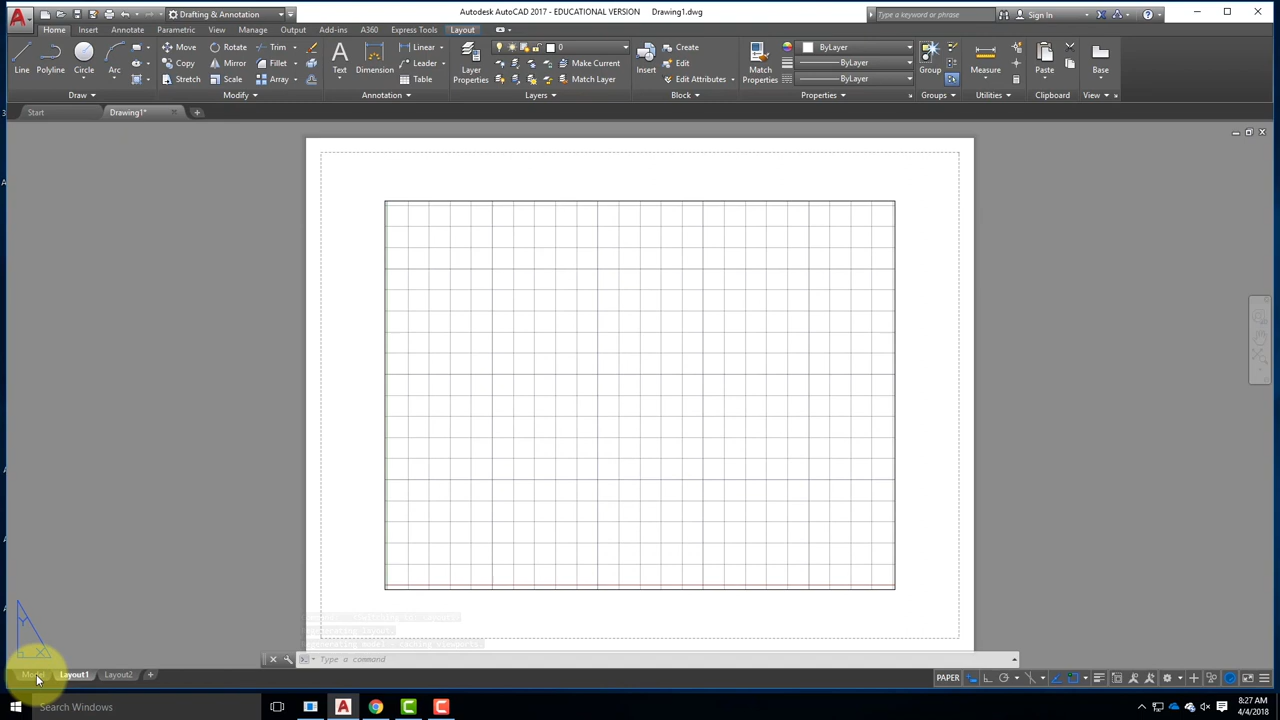 Drafting & Annotation
Autodesk AutoCAD 2017 - EDUCATIONAL VERSION Drawing1.dwg
Type a keyword or phrase
Sign In
Home Insert Annotate Parametric View Manage Output Add-ins A360 Express Tools Layout
Line Polyline Circle Arc
Move Rotate Trim
Copy Mirror Fillet
Stretch Scale Array
Text Dimension
Linear
Leader
Table
Layer Properties
0
Make Current
Match Layer
Insert
Create
Edit
Edit Attributes
Match Properties
ByLayer
ByLayer
ByLayer
Group
Measure
Paste
Base
Draw Modify Annotation Layers Block Properties Groups Utilities Clipboard View
Start Drawing1*
Y
X
Type a command
Model Layout1 Layout2
PAPER
Search Windows
8:27 AM
4/4/2018